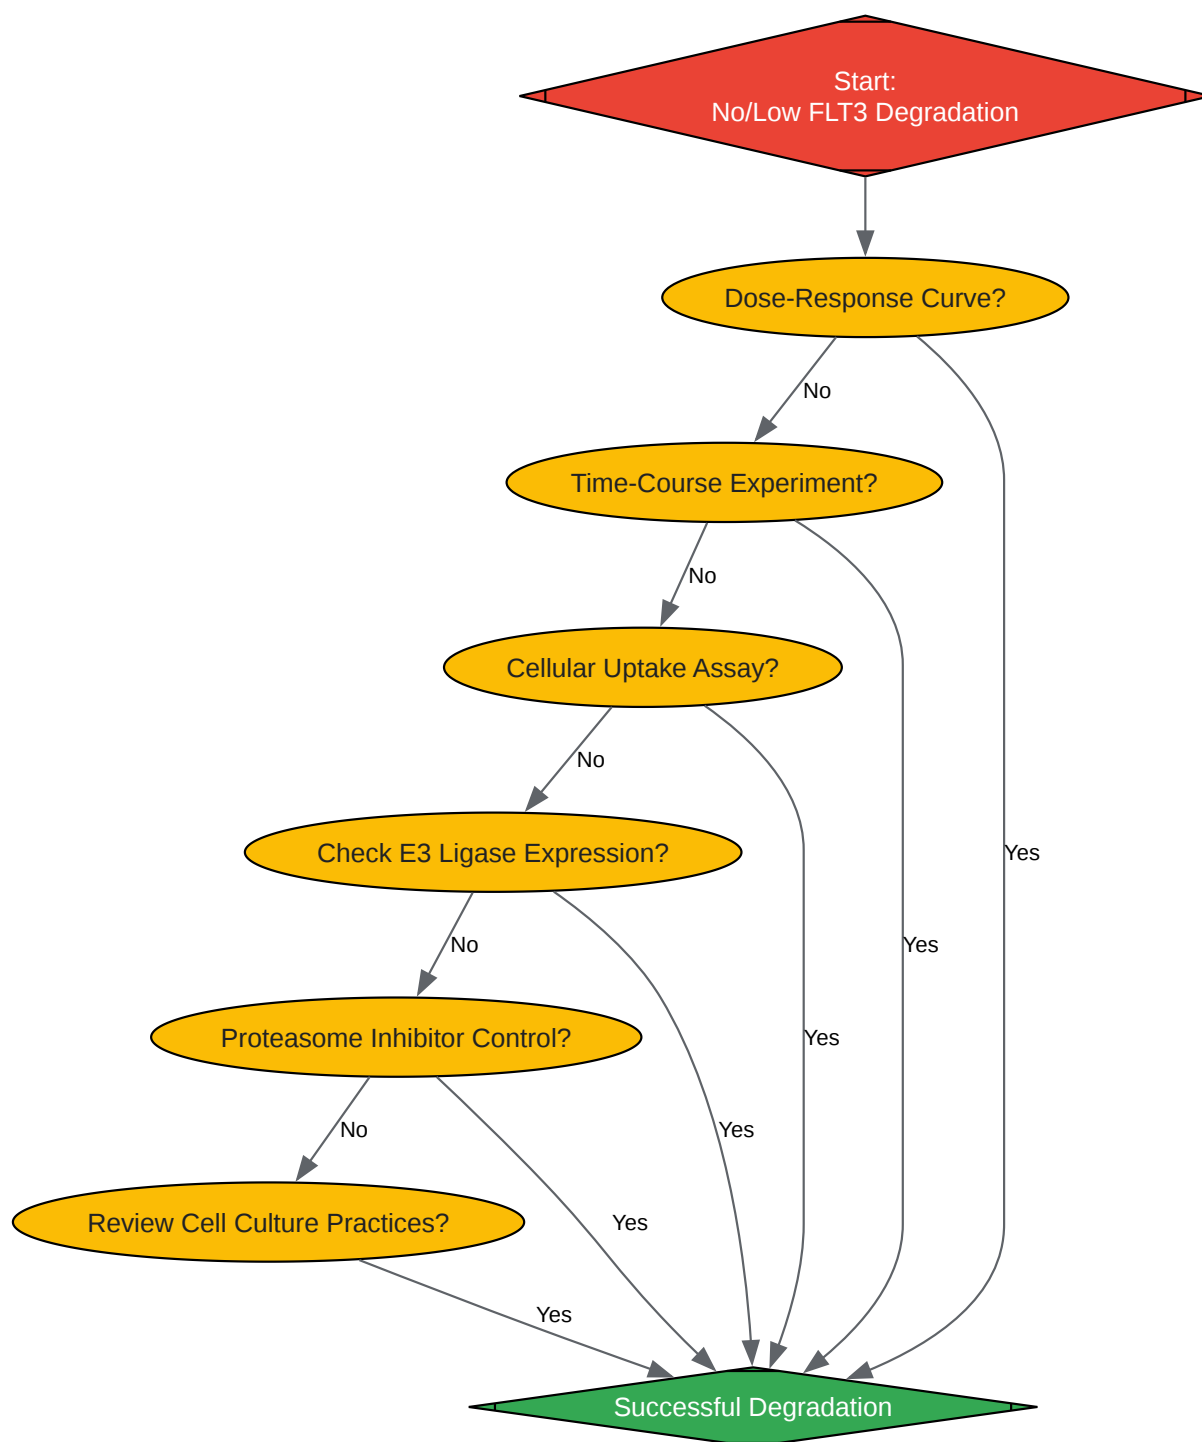 Start:
No/Low FLT3 Degradation
Dose-Response Curve?
No
Time-Course Experiment?
No
Cellular Uptake Assay?
No
Check E3 Ligase Expression?
Yes
No
Yes
Proteasome Inhibitor Control?
Yes
No
Yes
Review Cell Culture Practices?
Yes
Yes
Successful Degradation